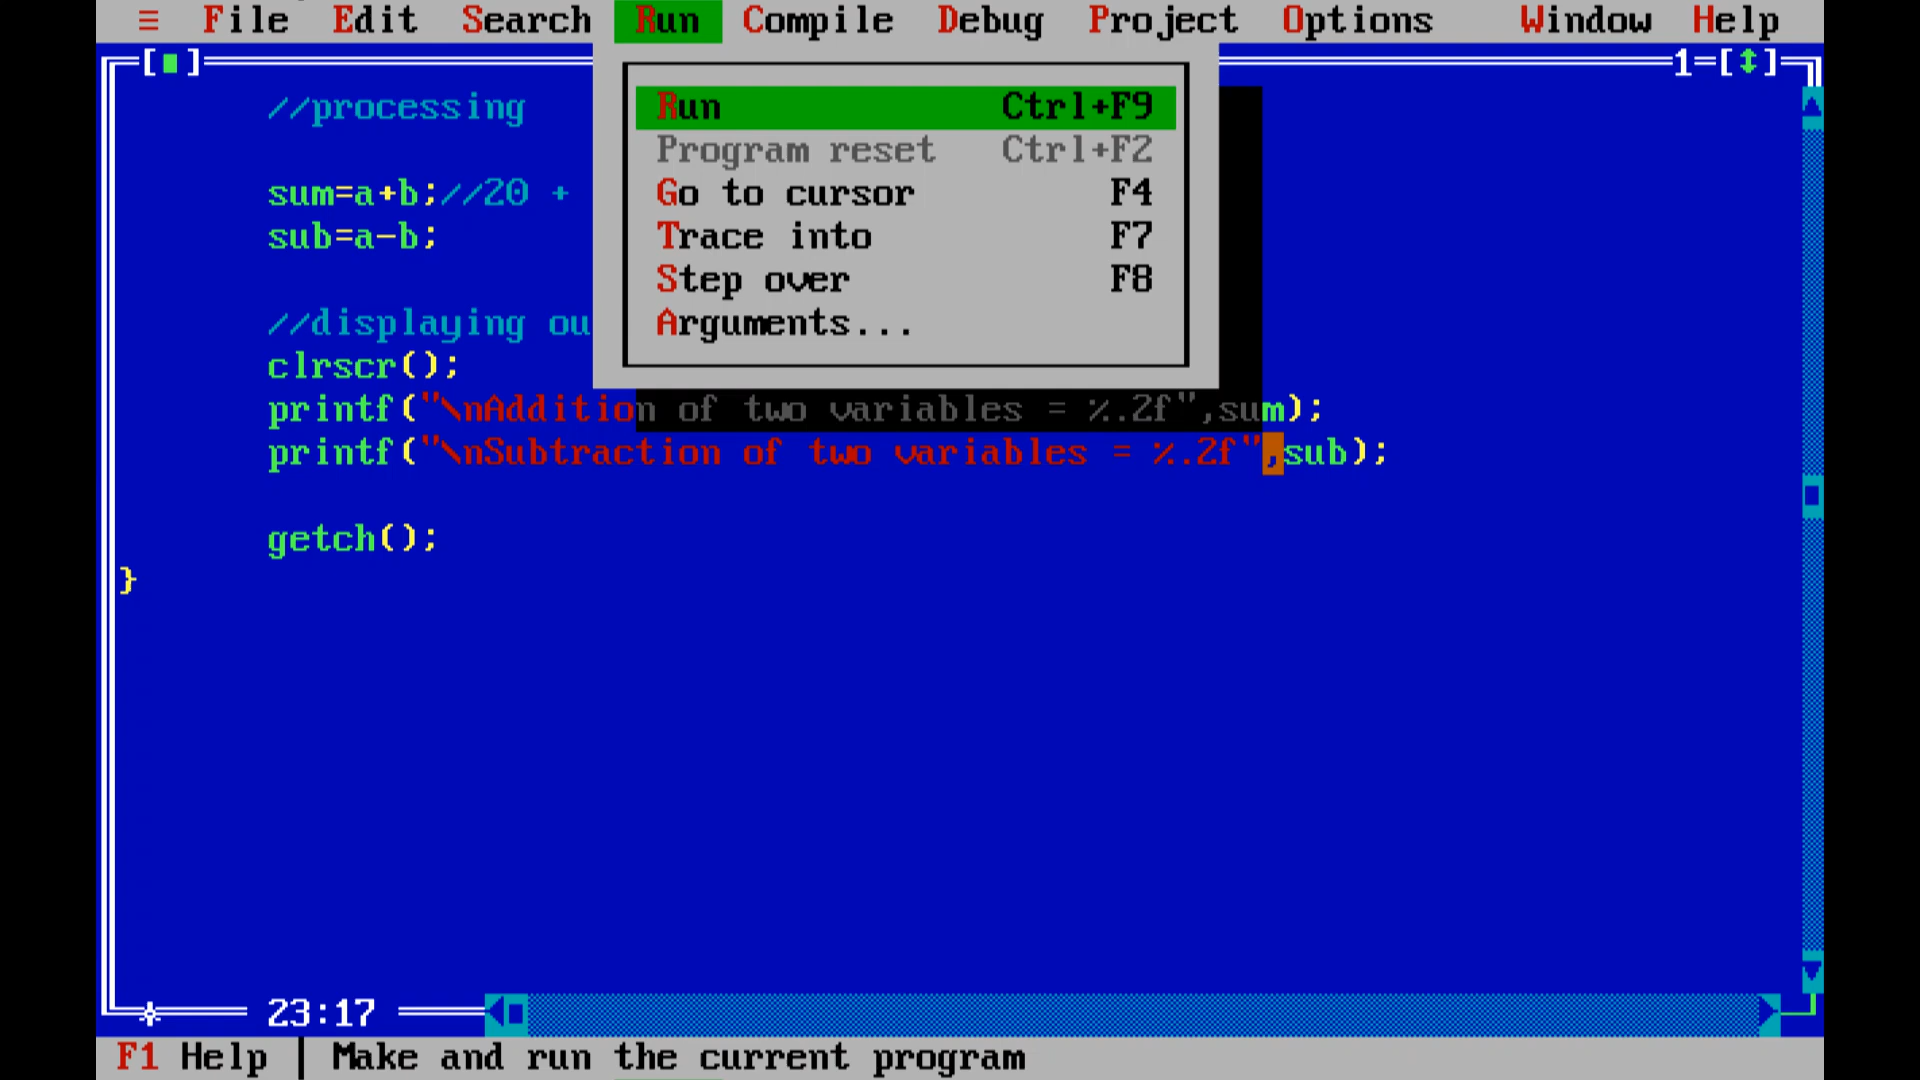 ≡ File Edit Search Run Compile Debug Project Options Window Help
[■] 1=[↕]
//processing
Run Ctrl+F9
Program reset Ctrl+F2
sum=a+b;//20 +
Go to cursor F4
sub=a-b;
Trace into F7
Step over F8
//displaying ou
Arguments...
clrscr();
printf("\nAddition of two variables = %.2f",sum);
printf("\nSubtraction of two variables = %.2f",sub);
getch();
}
23:17
F1 Help | Make and run the current program